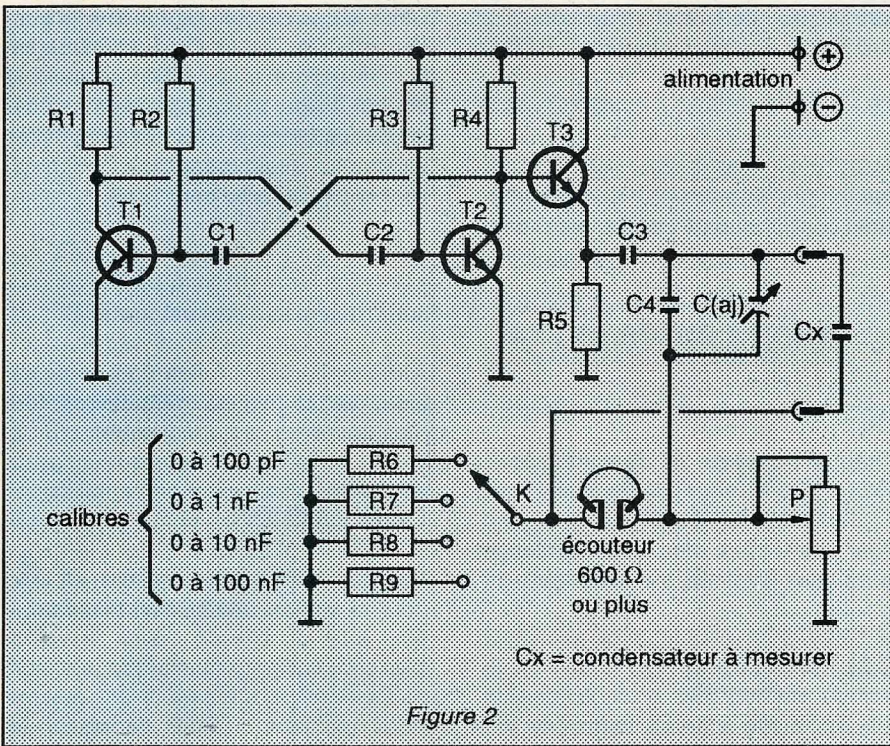 alimentation
+
−
R1
R2
R3
R4
T3
T1
C1
C2
T2
C3
R5
C4
C(aj)
Cx
calibres
0 à 100 pF
R6
0 à 1 nF
R7
0 à 10 nF
R8
0 à 100 nF
R9
K
écouteur
600 Ω
ou plus
P
Cx = condensateur à mesurer
Figure 2